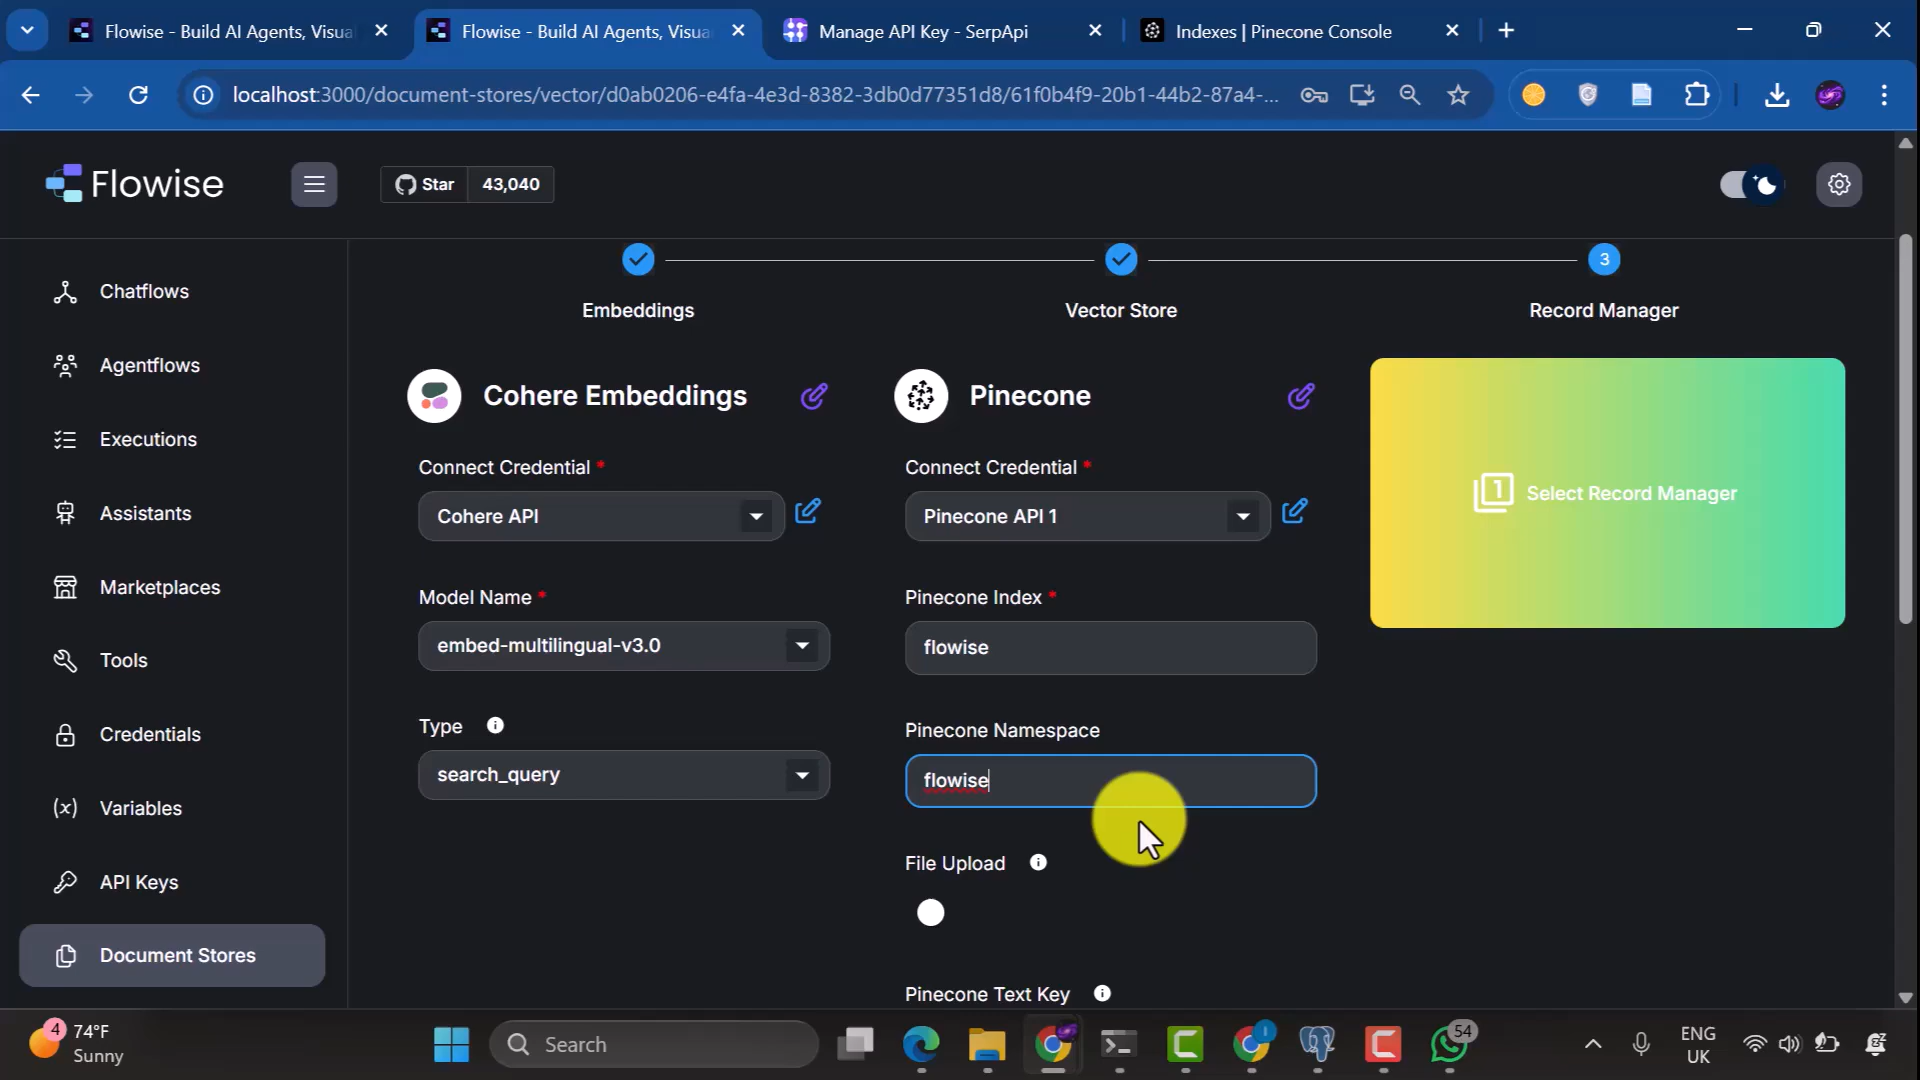 Flowise - Build AI Agents, Visua
Flowise - Build AI Agents, Visua
Manage API Key - SerpApi
Indexes | Pinecone Console
localhost:3000/document-stores/vector/d0ab0206-e4fa-4e3d-8382-3db0d77351d8/61f0b4f9-20b1-44b2-87a4-...
Flowise
Star
43,040
Chatflows
Agentflows
Executions
Assistants
Marketplaces
Tools
Credentials
Variables
API Keys
Document Stores
3
Embeddings
Vector Store
Record Manager
Cohere Embeddings
Connect Credential *
Cohere API
Model Name *
embed-multilingual-v3.0
Type
search_query
Pinecone
Connect Credential *
Pinecone API 1
Pinecone Index *
flowise
Pinecone Namespace
flowise
File Upload
Pinecone Text Key
1
Select Record Manager
4
74°F
Sunny
Search
54
ENG
UK